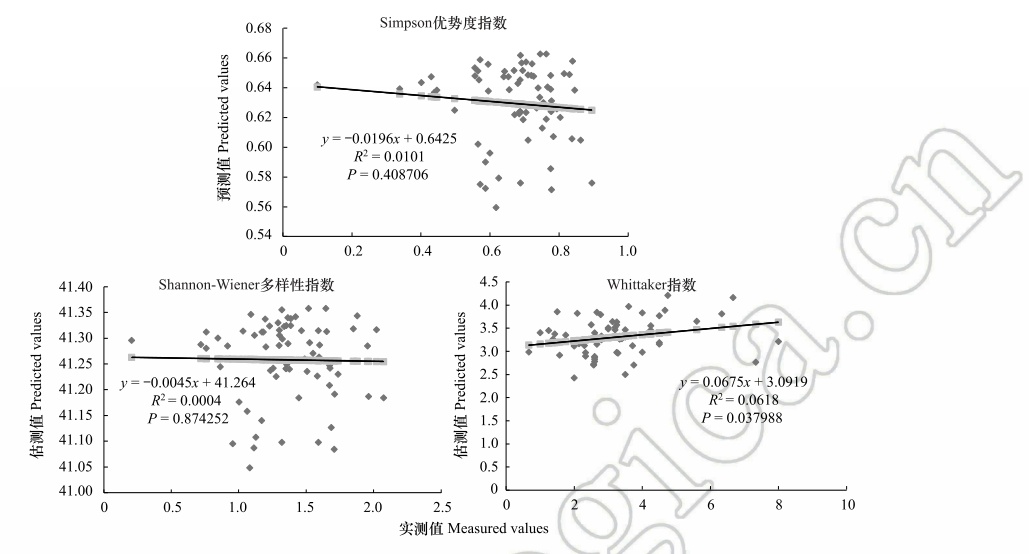 Simpson优势度指数
0.68
0.66
0.64
0.62
0.60
0.58
0.56
0.54
预测值 Predicted values
y = −0.0196x + 0.6425
R² = 0.0101
P = 0.408706
0 0.2 0.4 0.6 0.8 1.0
Shannon-Wiener多样性指数
41.40
41.30
41.30
41.25
41.20
41.15
41.10
41.05
41.00
估测值 Predicted values
y = −0.0045x + 41.264
R² = 0.0004
P = 0.874252
0 0.5 1.0 1.5 2.0 2.5
Whittaker指数
4.5
4.0
3.5
3.0
2.5
2.0
1.5
1.0
0.5
0
估测值 Predicted values
y = 0.0675x + 3.0919
R² = 0.0618
P = 0.037988
0 2 4 6 8 10
实测值 Measured values
gica.cn